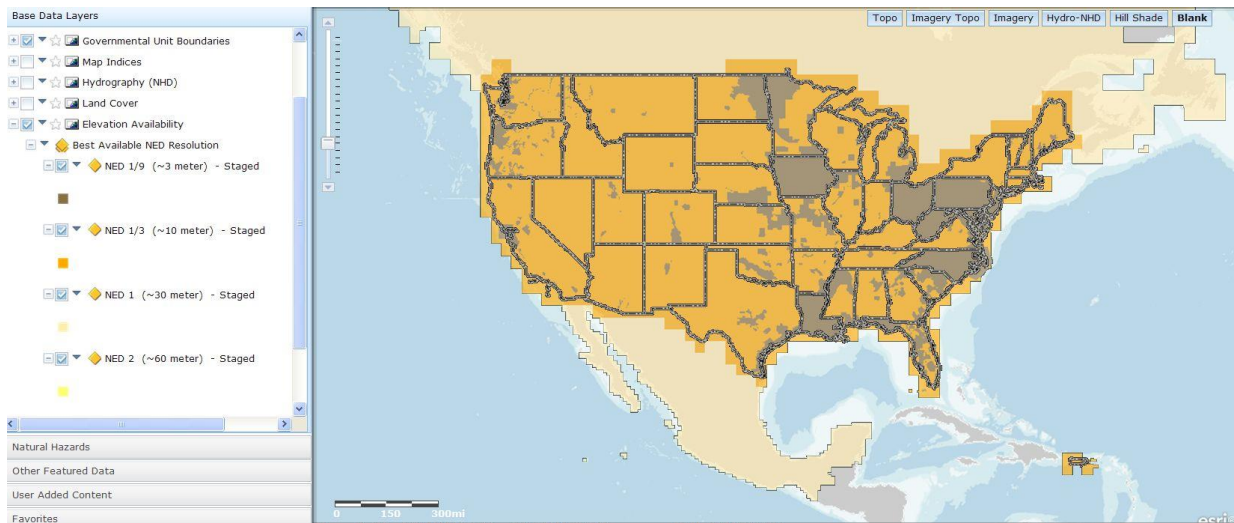 Base Data Layers
Governmental Unit Boundaries
Map Indices
Hydrography (NHD)
Land Cover
Elevation Availability
Best Available NED Resolution
NED 1/9 (~3 meter) - Staged
NED 1/3 (~10 meter) - Staged
NED 1 (~30 meter) - Staged
NED 2 (~60 meter) - Staged
Natural Hazards
Other Featured Data
User Added Content
Favorites
Topo Imagery Topo Imagery Hydro-NHD Hill Shade Blank
0 150 300mi
esri